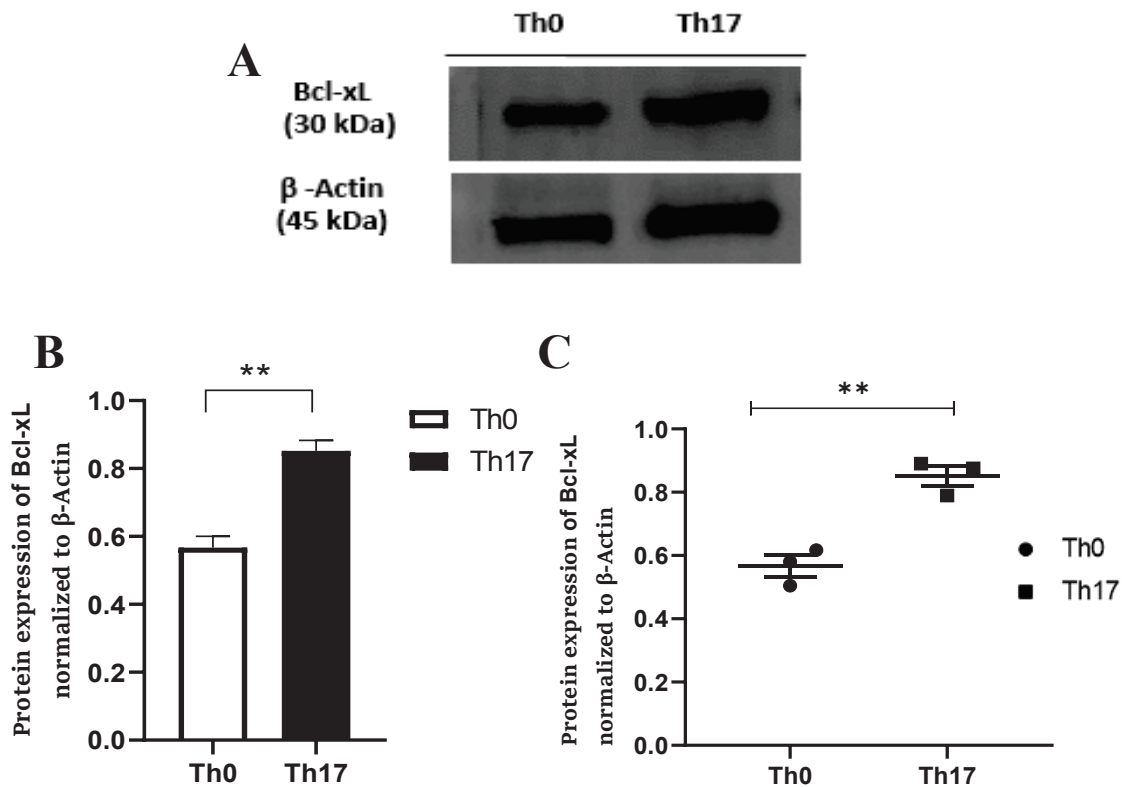 Th0 Th17
A
Bcl-xL
(30 kDa)
β -Actin
(45 kDa)
B
**
Protein expression of Bcl-xL
normalized to β-Actin
1.0
0.8
0.6
0.4
0.2
0.0
Th0 Th17
Th0
Th17
C
**
Protein expression of Bcl-xL
normalized to β-Actin
1.0
0.8
0.6
0.4
0.2
0.0
Th0 Th17
Th0
Th17